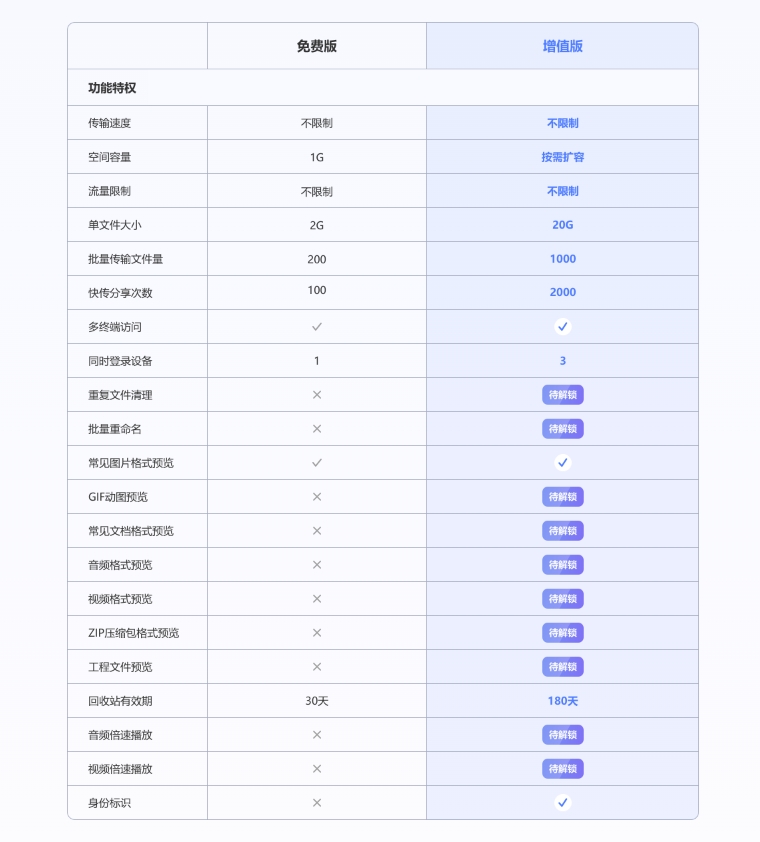 免费版 增值版
功能特权
传输速度 不限制 不限制
空间容量 1G 按需扩容
流量限制 不限制 不限制
单文件大小 2G 20G
批量传输文件量 200 1000
快传分享次数 100 2000
多终端访问
同时登录设备 1 3
重复文件清理 待解锁
批量重命名 待解锁
常见图片格式预览
GIF动图预览 待解锁
常见文档格式预览 待解锁
音频格式预览 待解锁
视频格式预览 待解锁
ZIP压缩包格式预览 待解锁
工程文件预览 待解锁
回收站有效期 30天 180天
音频倍速播放 待解锁
视频倍速播放 待解锁
身份标识